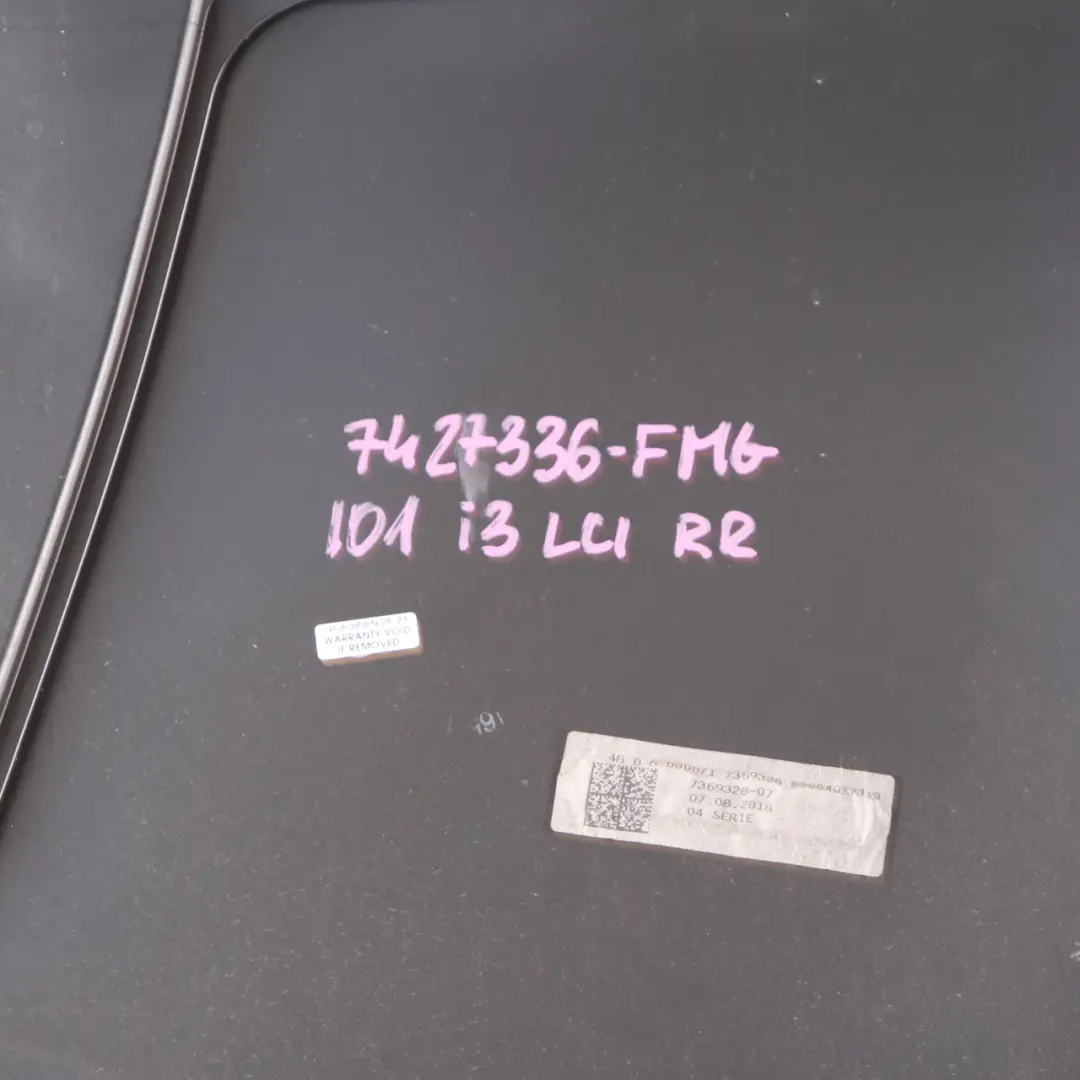 7427336-FMG
I01 i3 LCI RR
WARRANTY VOID
IF REMOVED
7369328-07
07.08.2018
04 SERIE